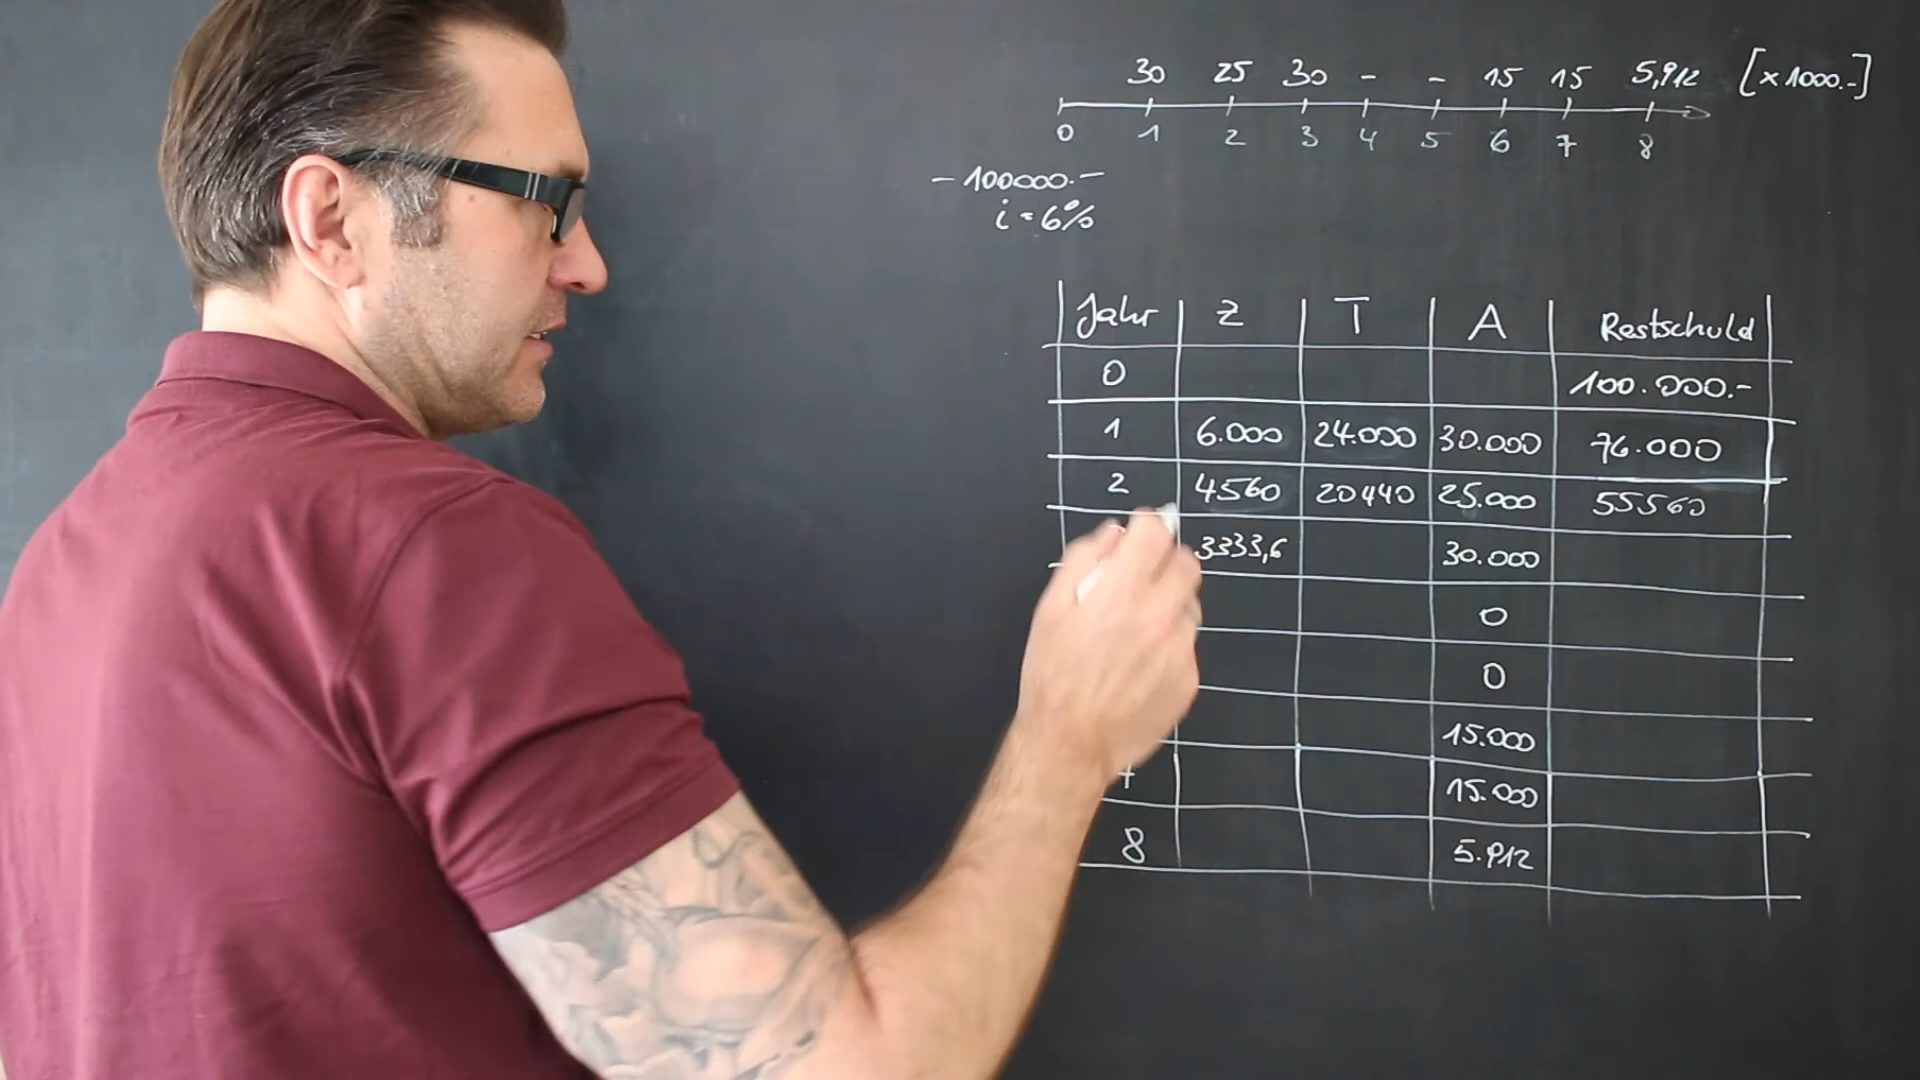 30 25 30 - - 15 15 5,912 [x1000.-]
0 1 2 3 4 5 6 7 8
- 100000.-
i = 6%
Jahr Z T A Restschuld
0 100.000.-
1 6.000 24.000 30.000 76.000
2 4560 20440 25.000 55560
3333,6 30.000
0
0
15.000
15.000
8 5.912